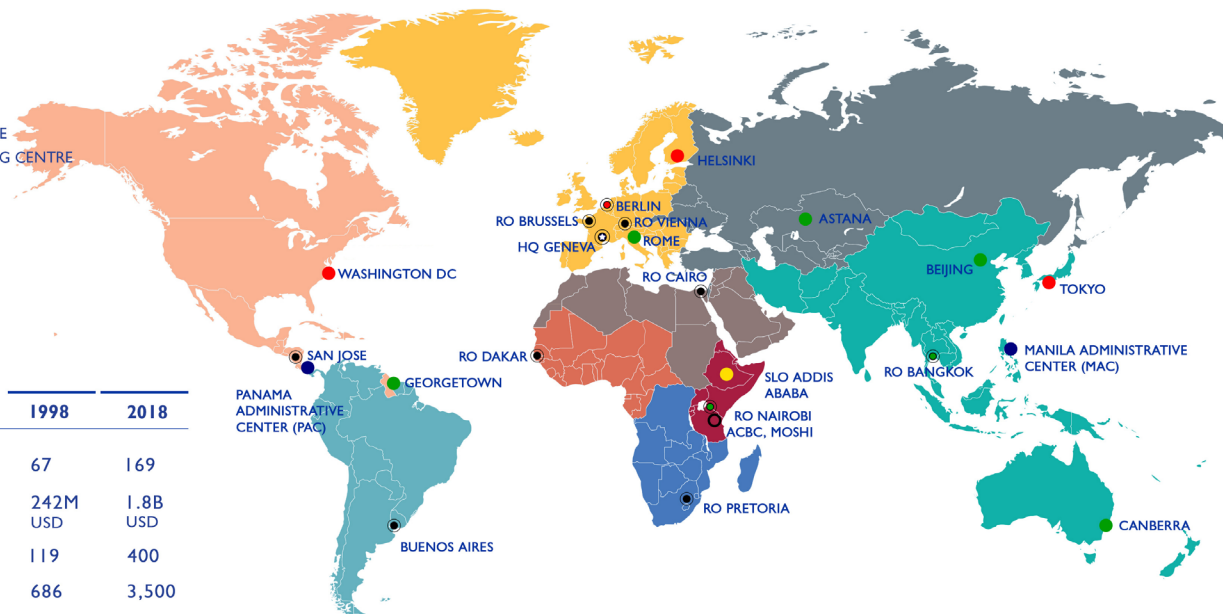 E
G CENTRE
HELSINKI
BERLIN
RO BRUSSELS
RO VIENNA
HQ GENEVA
ROME
ASTANA
BEIJING
WASHINGTON DC
RO CAIRO
TOKYO
SAN JOSE
RO DAKAR
MANILA ADMINISTRATIVE
CENTER (MAC)
RO BANGKOK
GEORGETOWN
SLO ADDIS
ABABA
PANAMA
ADMINISTRATIVE
CENTER (PAC)
RO NAIROBI
ACBC, MOSHI
RO PRETORIA
CANBERRA
BUENOS AIRES
1998 2018
67 169
242M 1.8B
USD USD
119 400
686 3,500